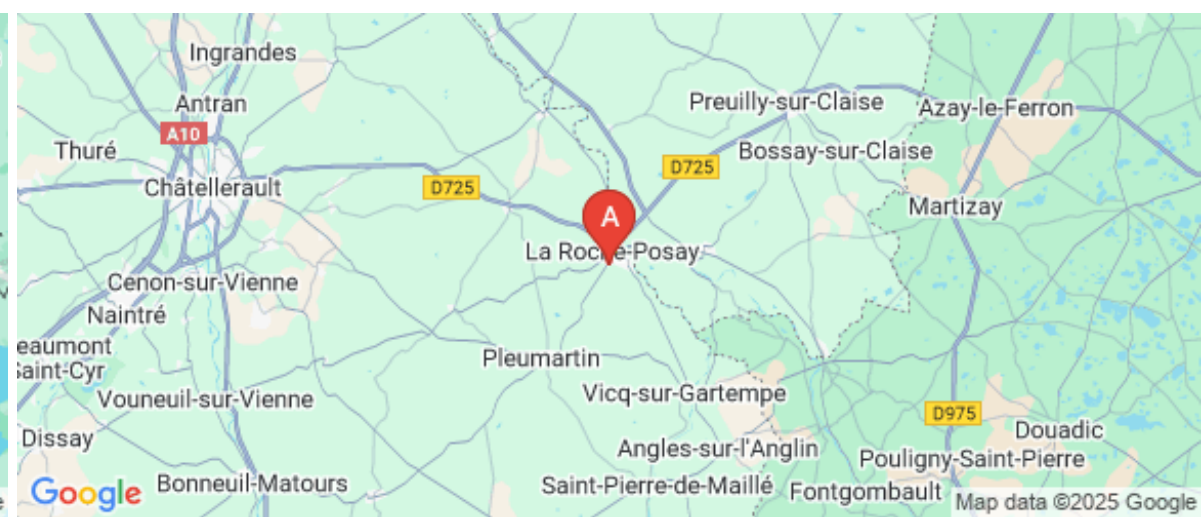 Ingrandes
Antran
Preuilly-sur-Claise
Azay-le-Ferron
A10
Thuré
Bossay-sur-Claise
D725
Châtellerault
D725
Martizay
A
La Roche-Posay
Cenon-sur-Vienne
Naintré
eaumont
Saint-Cyr
Pleumartin
Vicq-sur-Gartempe
Vouneuil-sur-Vienne
D975
Dissay
Douadic
Angles-sur-l'Anglin
Pouligny-Saint-Pierre
Google
Bonneuil-Matours
Saint-Pierre-de-Maillé
Fontgombault
Map data ©2025 Google